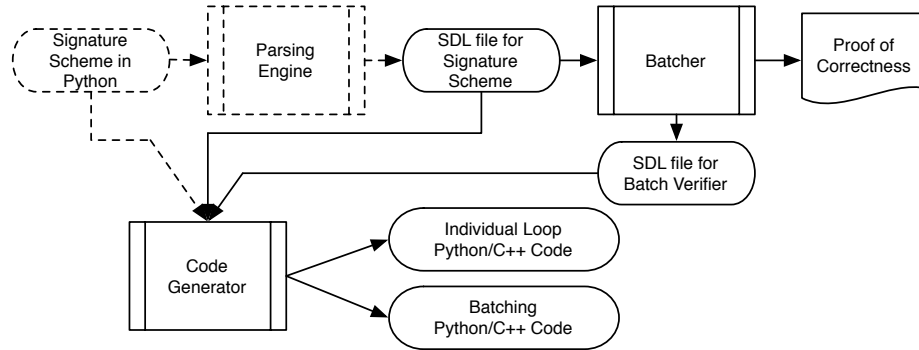 Signature
Scheme in
Python
Parsing
Engine
SDL file for
Signature
Scheme
Batcher
Proof of
Correctness
SDL file for
Batch Verifier
Code
Generator
Individual Loop
Python/C++ Code
Batching
Python/C++ Code